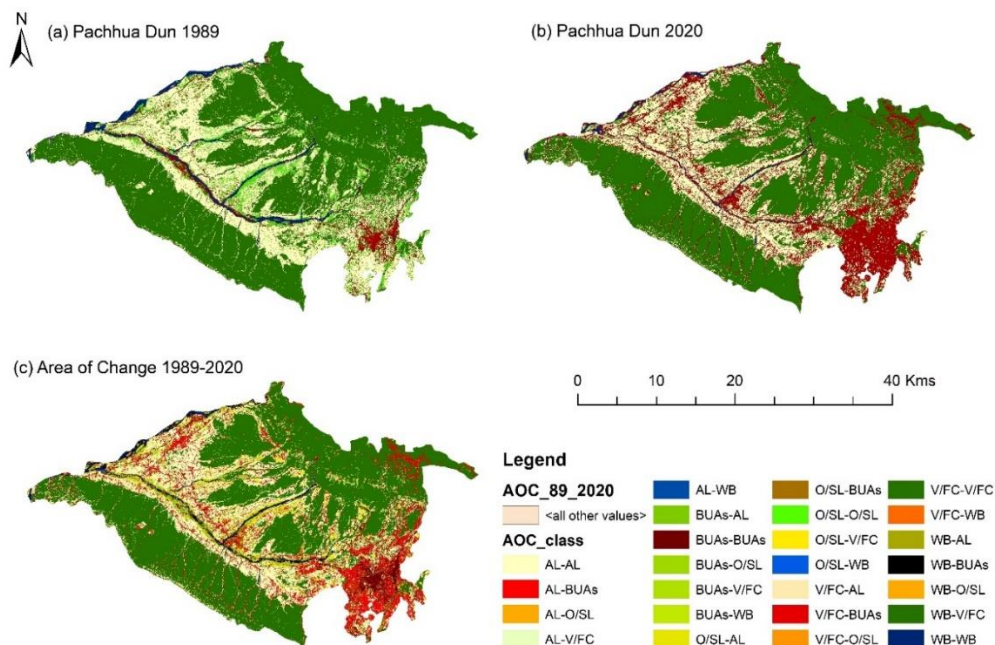 N
(a) Pachhua Dun 1989
(b) Pachhua Dun 2020
(c) Area of Change 1989-2020
0 10 20 40 Kms
Legend
AOC_89_2020
<all other values>
AOC_class
AL-AL
AL-BUAs
AL-O/SL
AL-V/FC
AL-WB
BUAs-AL
BUAs-BUAs
BUAs-O/SL
BUAs-V/FC
BUAs-WB
O/SL-AL
O/SL-BUAs
O/SL-O/SL
O/SL-V/FC
O/SL-WB
V/FC-AL
V/FC-BUAs
V/FC-O/SL
V/FC-V/FC
V/FC-WB
WB-AL
WB-BUAs
WB-O/SL
WB-V/FC
WB-WB